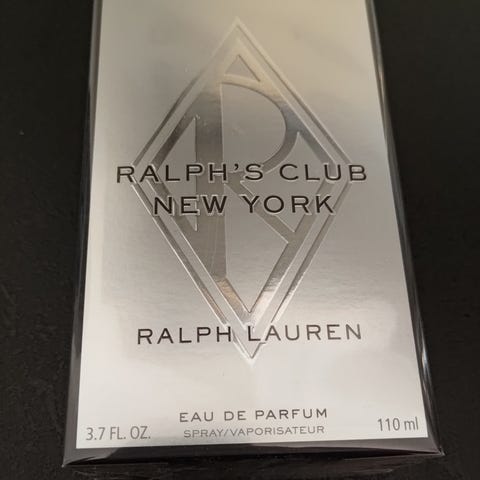 RALPH'S CLUB
NEW YORK
RALPH LAUREN
EAU DE PARFUM
3.7 FL. OZ. SPRAY/VAPORISATEUR 110 ml